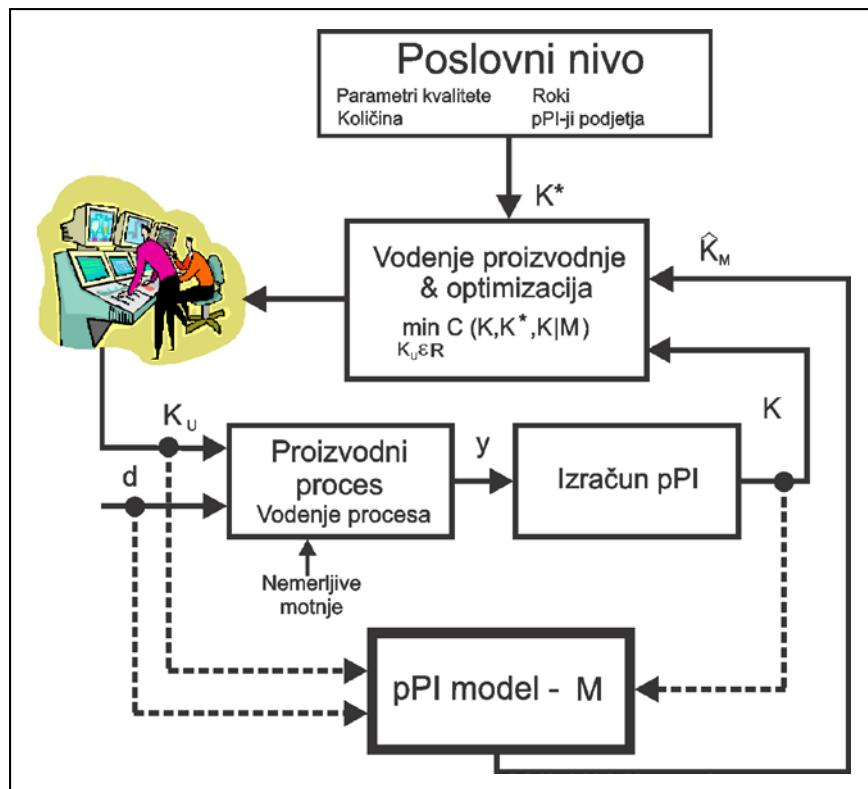 Poslovni nivo
Parametri kvalitete Roki
Količina pPI-ji podjetja
K*
K̂M
Vodenje proizvodnje
& optimizacija
min C (K,K*,K|M)
KUεR
KU
d
Proizvodni
proces
Vodenje procesa
y
Izračun pPI
K
Nemerljive
motnje
pPI model - M